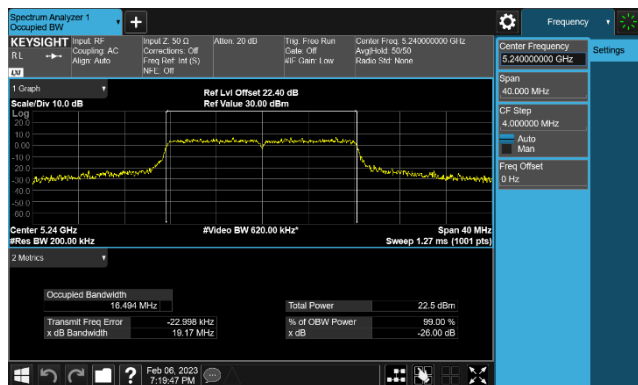 Spectrum Analyzer 1
Occupied BW
Frequency
KEYSIGHT
RL
LXI
Input: RF
Coupling: AC
Align: Auto
Input Z: 50 Ω
Corrections: Off
Freq Ref: Int (S)
NFE: Off
Atten: 20 dB
Trig: Free Run
Gate: Off
#IF Gain: Low
Center Freq: 5.240000000 GHz
Avg|Hold: 50/50
Radio Std: None
Center Frequency
5.240000000 GHz
Settings
Span
40.000 MHz
CF Step
4.000000 MHz
Auto
Man
Freq Offset
0 Hz
1 Graph
Scale/Div 10.0 dB
Ref Lvl Offset 22.40 dB
Ref Value 30.00 dBm
Log
20.0
10.0
0.00
-10.0
-20.0
-30.0
-40.0
-50.0
-60.0
Center 5.24 GHz
#Res BW 200.00 kHz
#Video BW 620.00 kHz*
Span 40 MHz
Sweep 1.27 ms (1001 pts)
2 Metrics
Occupied Bandwidth
16.494 MHz
Total Power 22.5 dBm
Transmit Freq Error -22.998 kHz
% of OBW Power 99.00 %
x dB Bandwidth 19.17 MHz
x dB -26.00 dB
?
Feb 06, 2023
7:19:47 PM